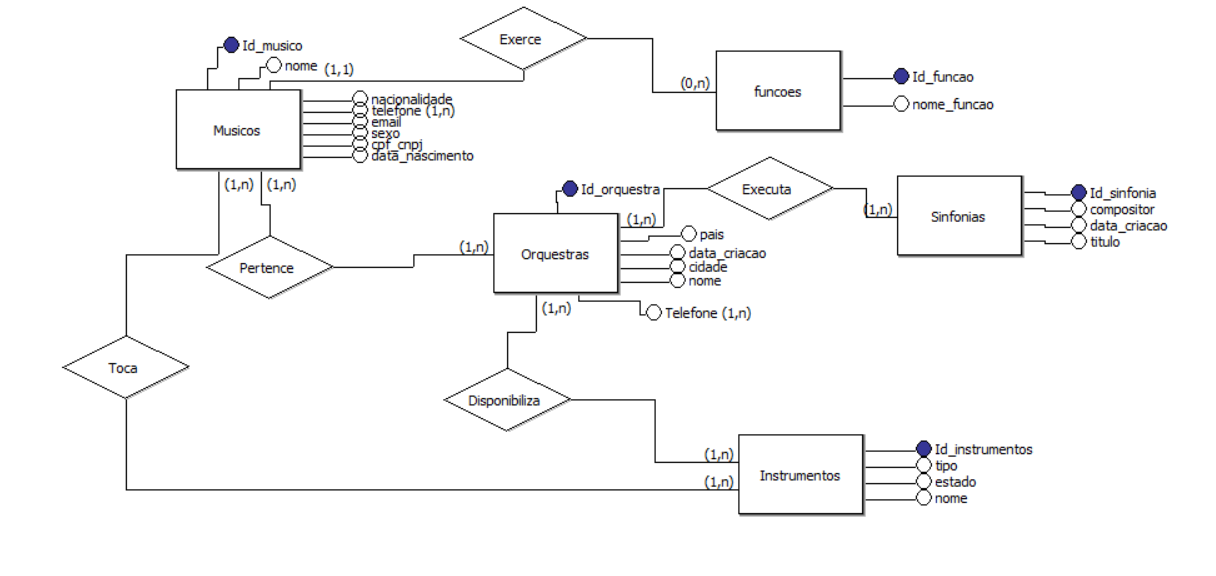 Exerce
Id_musico
nome
(1,1)
Musicos
nacionalidade
telefone (1,n)
email
sexo
cpf_cnpj
data_nascimento
(0,n)
funcoes
Id_funcao
nome_funcao
(1,n)
(1,n)
Pertence
(1,n)
Id_orquestra
(1,n)
Executa
(1,n)
Sinfonias
Id_sinfonia
compositor
data_criacao
titulo
Orquestras
pais
data_criacao
cidade
nome
(1,n)
Telefone (1,n)
Toca
Disponibiliza
(1,n)
(1,n)
Instrumentos
Id_instrumentos
tipo
estado
nome